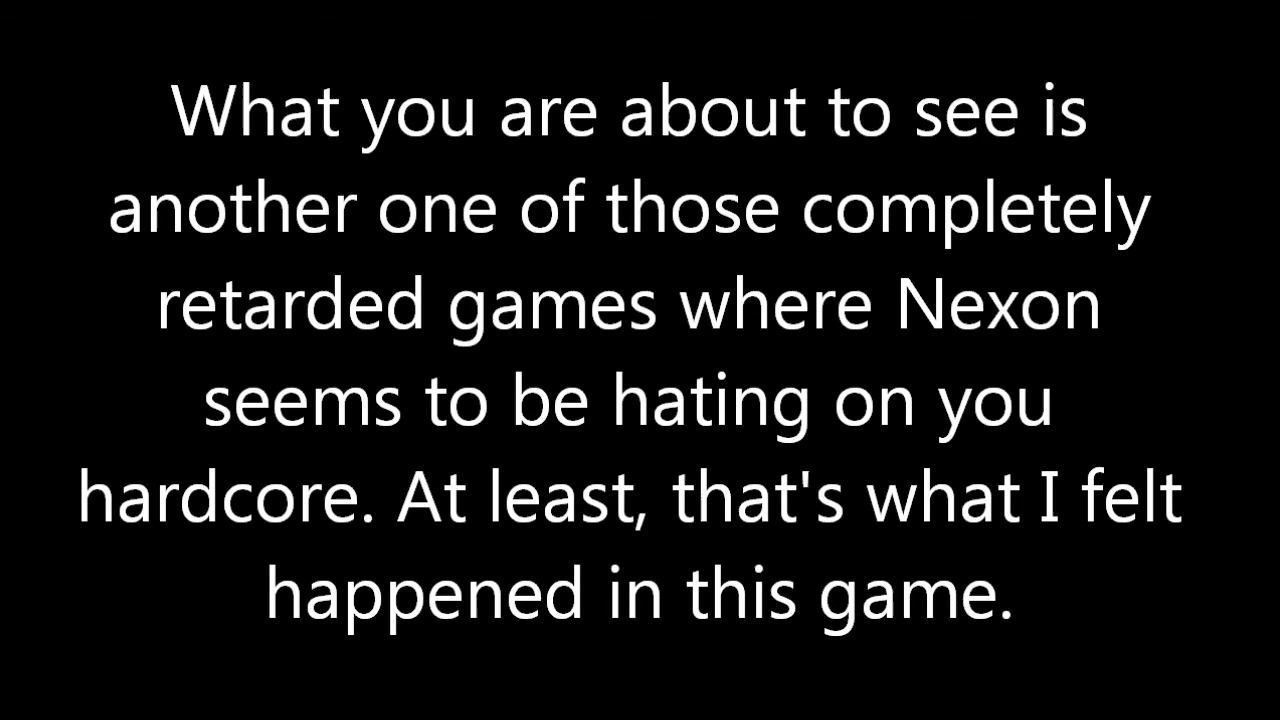 What you are about to see is
another one of those completely
retarded games where Nexon
seems to be hating on you
hardcore. At least, that's what I felt
happened in this game.